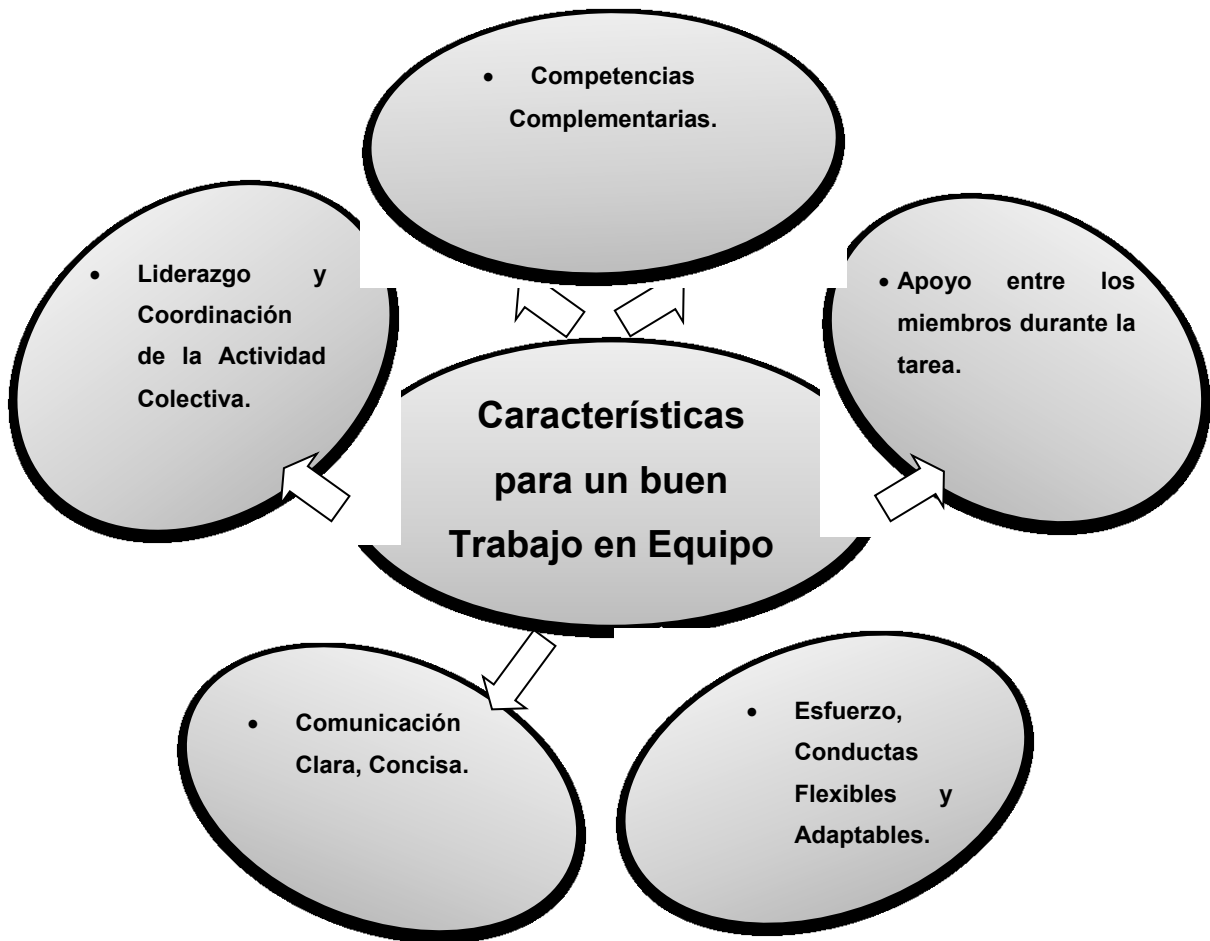 • Competencias
Complementarias.
• Liderazgo y
Coordinación
de la Actividad
Colectiva.
• Apoyo entre los
miembros durante la
tarea.
Características
para un buen
Trabajo en Equipo
• Comunicación
Clara, Concisa.
• Esfuerzo,
Conductas
Flexibles y
Adaptables.